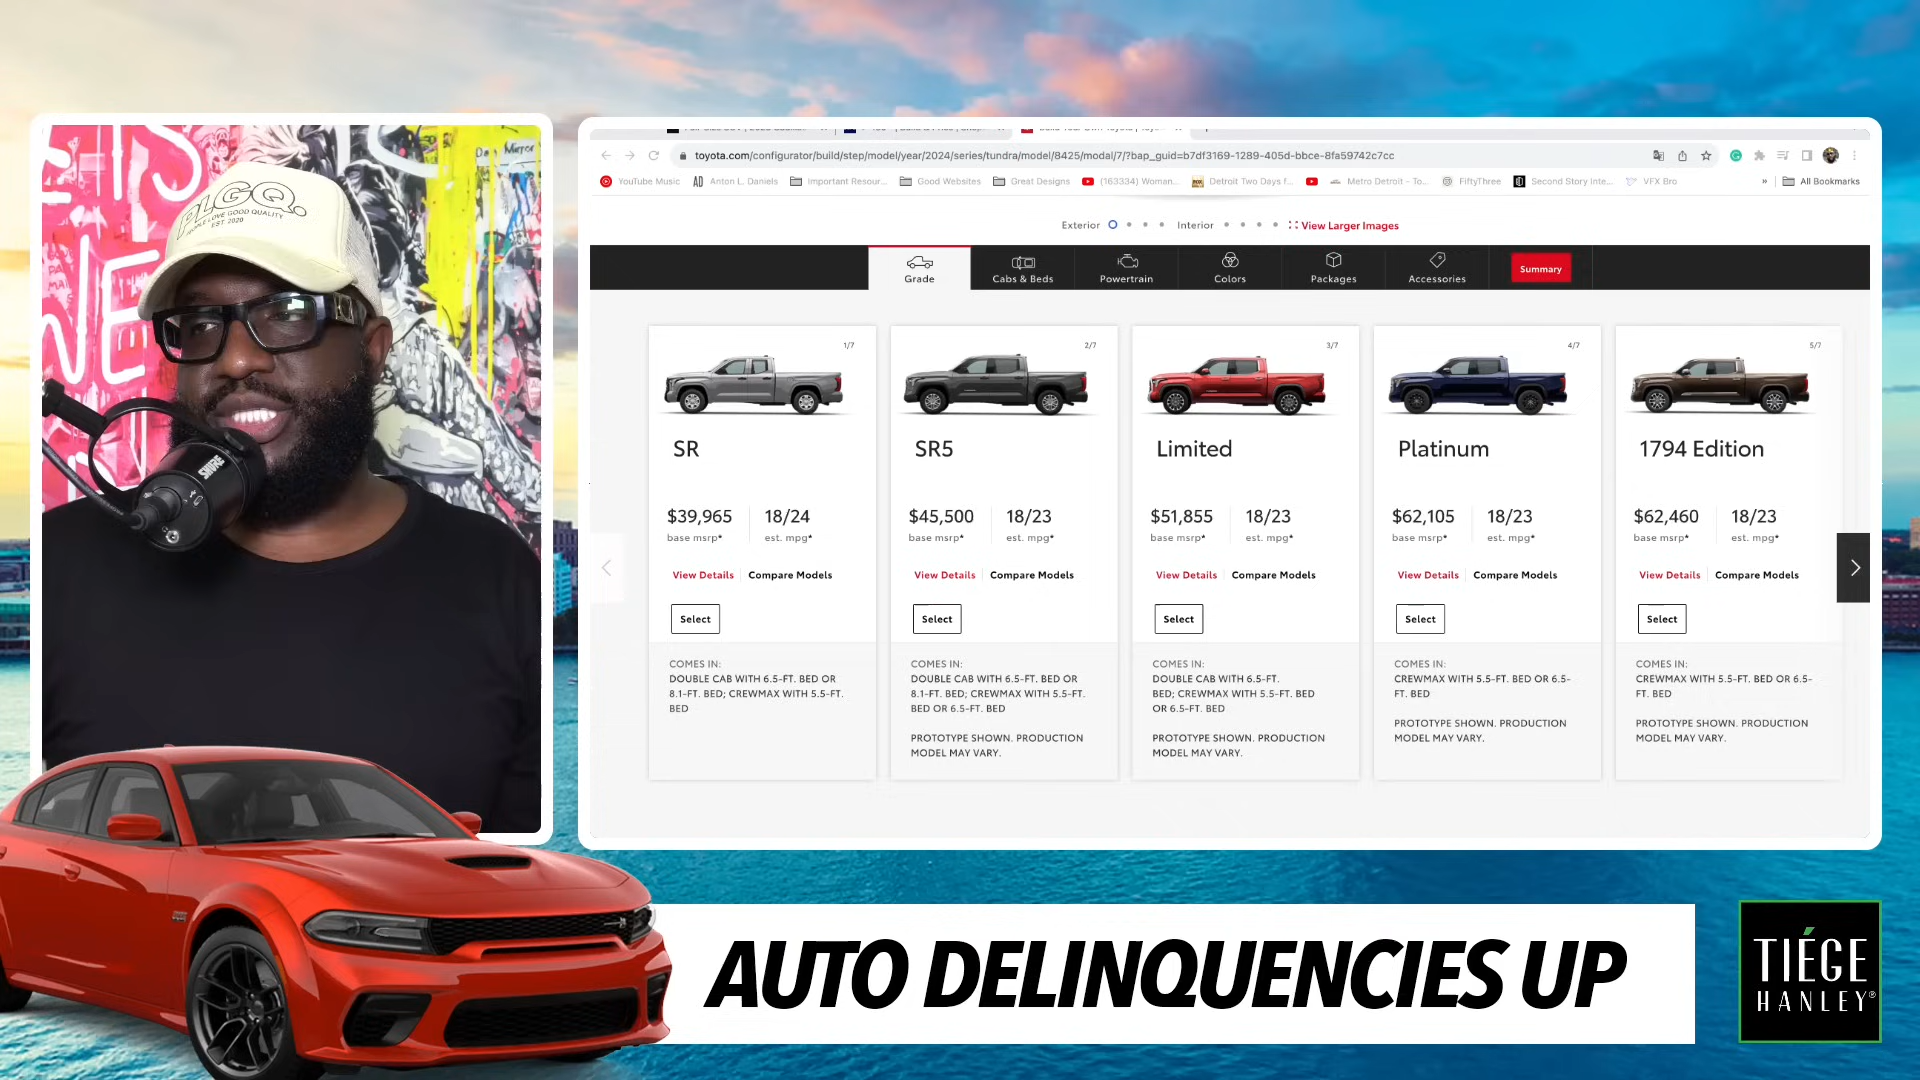 PLGQ.
PEOPLE LOVE GOOD QUALITY
EST. 2020
SHURE
toyota.com/configurator/build/step/model/year/2024/series/tundra/model/8425/modal/7/?bap_guid=b7df3169-1289-405d-bbce-8fa59742c7cc
YouTube Music
Anton L. Daniels
Important Resour...
Good Websites
Great Designs
(163334) Woman...
Detroit Two Days f...
Metro Detroit – To...
FiftyThree
Second Story Inte...
VFX Bro
»
All Bookmarks
Exterior
Interior
View Larger Images
Grade
Cabs & Beds
Powertrain
Colors
Packages
Accessories
Summary
1/7
SR
$39,965 18/24
base msrp* est. mpg*
View Details Compare Models
Select
COMES IN:
DOUBLE CAB WITH 6.5-FT. BED OR
8.1-FT. BED; CREWMAX WITH 5.5-FT.
BED
2/7
SR5
$45,500 18/23
base msrp* est. mpg*
View Details Compare Models
Select
COMES IN:
DOUBLE CAB WITH 6.5-FT. BED OR
8.1-FT. BED; CREWMAX WITH 5.5-FT.
BED OR 6.5-FT. BED
PROTOTYPE SHOWN. PRODUCTION
MODEL MAY VARY.
3/7
Limited
$51,855 18/23
base msrp* est. mpg*
View Details Compare Models
Select
COMES IN:
DOUBLE CAB WITH 6.5-FT.
BED; CREWMAX WITH 5.5-FT. BED
OR 6.5-FT. BED
PROTOTYPE SHOWN. PRODUCTION
MODEL MAY VARY.
4/7
Platinum
$62,105 18/23
base msrp* est. mpg*
View Details Compare Models
Select
COMES IN:
CREWMAX WITH 5.5-FT. BED OR 6.5-
FT. BED
PROTOTYPE SHOWN. PRODUCTION
MODEL MAY VARY.
5/7
1794 Edition
$62,460 18/23
base msrp* est. mpg*
View Details Compare Models
Select
COMES IN:
CREWMAX WITH 5.5-FT. BED OR 6.5-
FT. BED
PROTOTYPE SHOWN. PRODUCTION
MODEL MAY VARY.
AUTO DELINQUENCIES UP
TIÉGE
HANLEY®